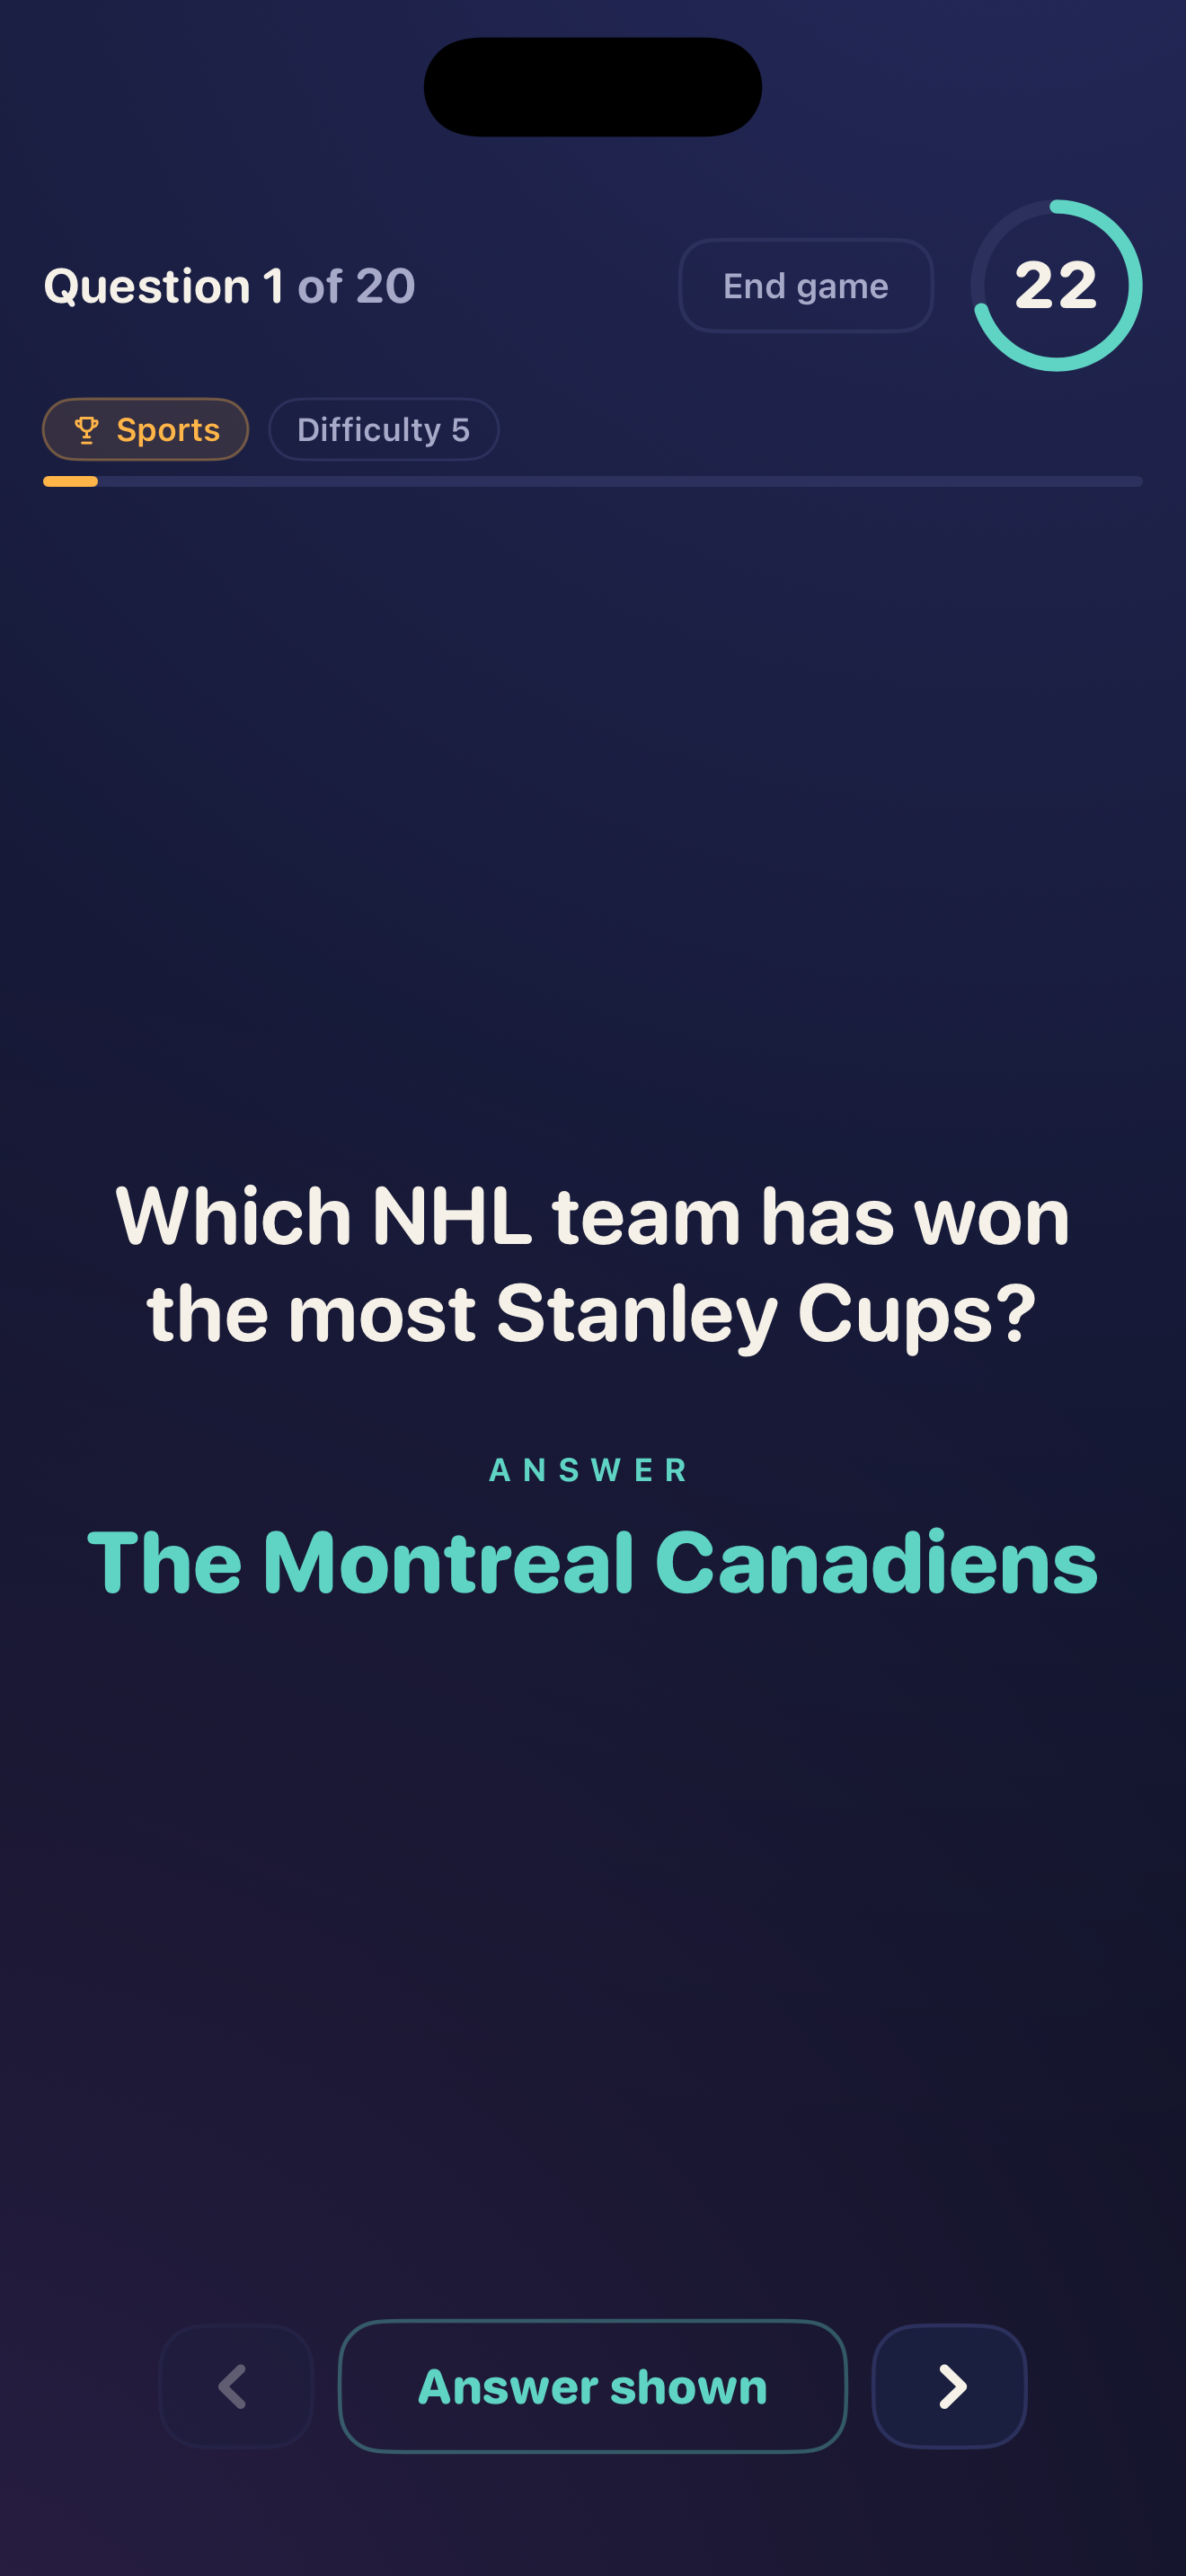 Question 1 of 20
End game
22
Sports
Difficulty 5
Which NHL team has won
the most Stanley Cups?
ANSWER
The Montreal Canadiens
Answer shown